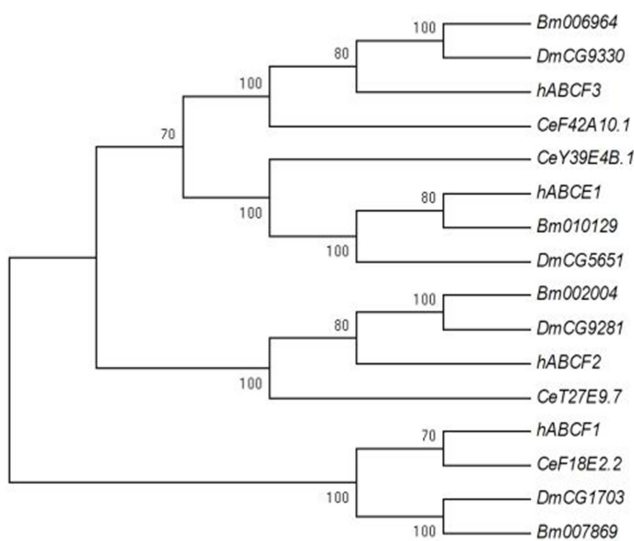 Bm006964
100
DmCG9330
80
hABCF3
100
CeF42A10.1
70
CeY39E4B.1
100
hABCE1
80
Bm010129
100
DmCG5651
Bm002004
100
DmCG9281
80
hABCF2
100
CeT27E9.7
hABCF1
70
CeF18E2.2
100
DmCG1703
100
Bm007869